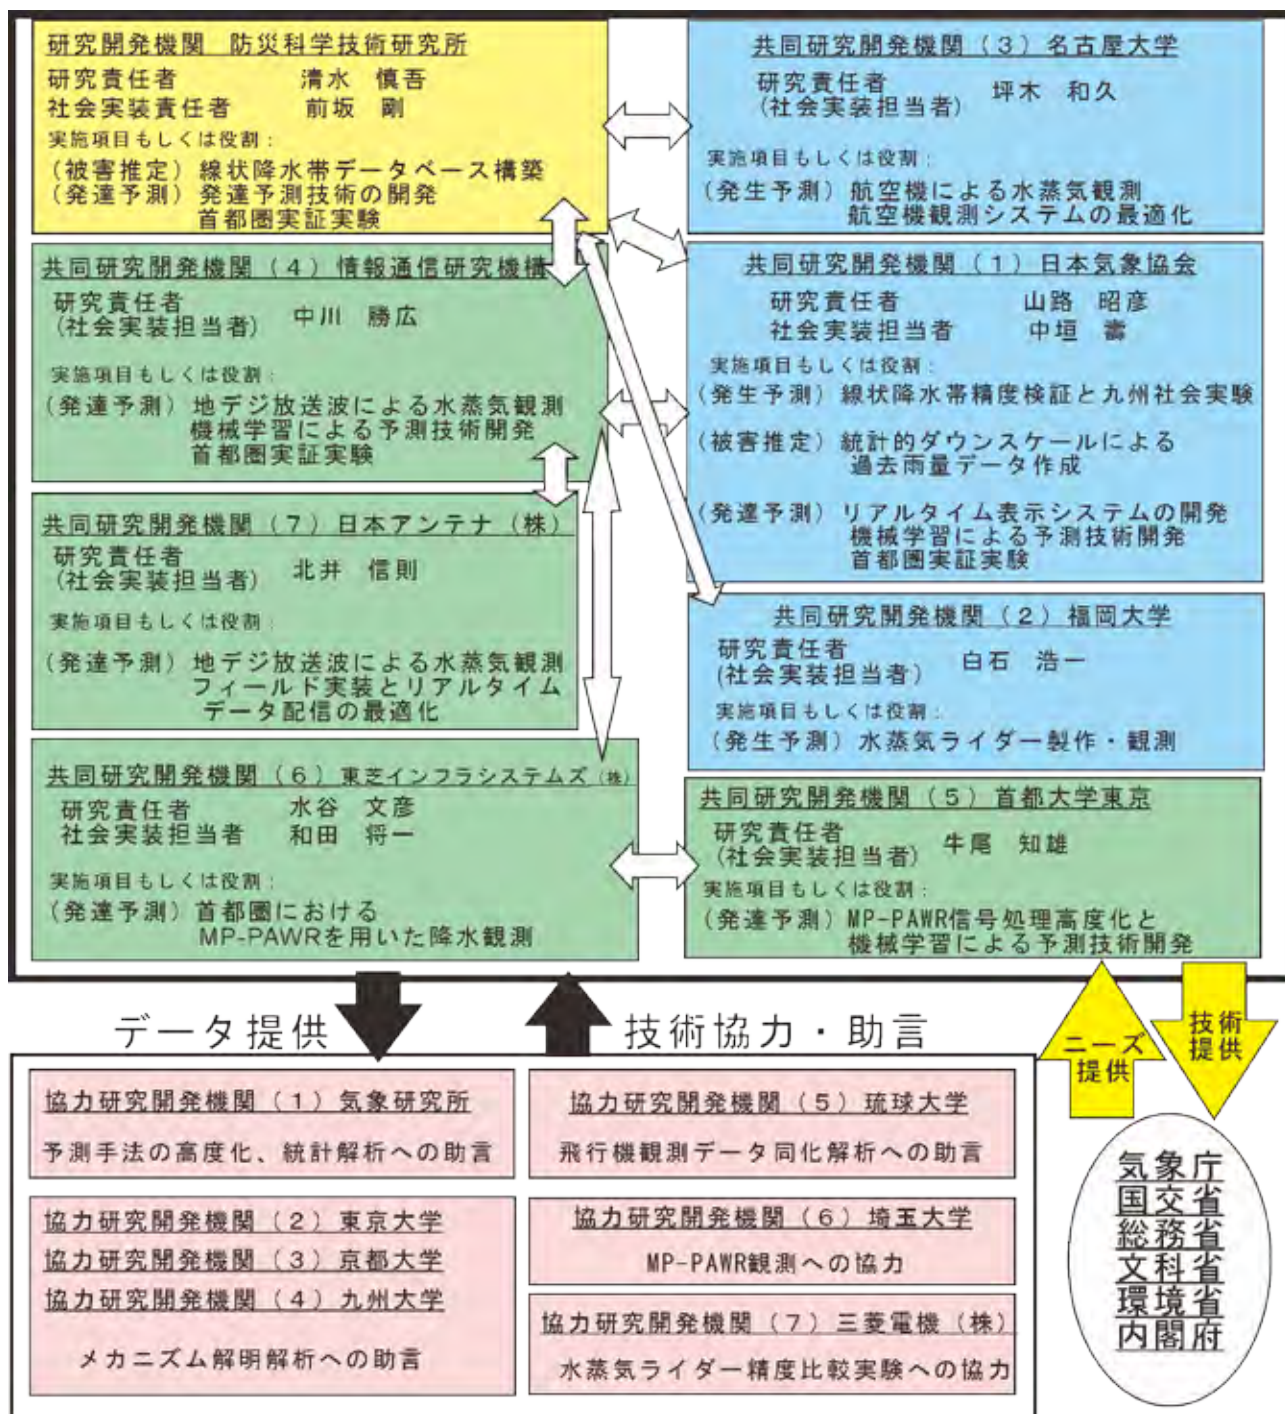 研究開発機関　防災科学技術研究所
研究責任者　清水　慎吾
社会実装責任者　前坂　剛
実施項目もしくは役割：
（被害推定）線状降水帯データベース構築
（発達予測）発達予測技術の開発
首都圏実証実験
共同研究開発機関（4）情報通信研究機構
研究責任者
(社会実装担当者)　中川　勝広
実施項目もしくは役割：
（発達予測）地デジ放送波による水蒸気観測
機械学習による予測技術開発
首都圏実証実験
共同研究開発機関（7）日本アンテナ（株）
研究責任者
(社会実装担当者)　北井　信則
実施項目もしくは役割：
（発達予測）地デジ放送波による水蒸気観測
フィールド実装とリアルタイム
データ配信の最適化
共同研究開発機関（6）東芝インフラシステムズ（株）
研究責任者　水谷　文彦
社会実装担当者　和田　将一
実施項目もしくは役割：
（発達予測）首都圏における
MP-PAWRを用いた降水観測
共同研究開発機関（3）名古屋大学
研究責任者
(社会実装担当者)　坪木　和久
実施項目もしくは役割：
（発生予測）航空機による水蒸気観測
航空機観測システムの最適化
共同研究開発機関（1）日本気象協会
研究責任者　山路　昭彦
社会実装担当者　中垣　壽
実施項目もしくは役割：
（発生予測）線状降水帯精度検証と九州社会実験
（被害推定）統計的ダウンスケールによる
過去雨量データ作成
（発達予測）リアルタイム表示システムの開発
機械学習による予測技術開発
首都圏実証実験
共同研究開発機関（2）福岡大学
研究責任者
(社会実装担当者)　白石　浩一
実施項目もしくは役割：
（発生予測）水蒸気ライダー製作・観測
共同研究開発機関（5）首都大学東京
研究責任者
(社会実装担当者)　牛尾　知雄
実施項目もしくは役割：
（発達予測）MP-PAWR信号処理高度化と
機械学習による予測技術開発
データ提供
技術協力・助言
ニーズ
提供
技術
提供
協力研究開発機関（1）気象研究所
予測手法の高度化、統計解析への助言
協力研究開発機関（2）東京大学
協力研究開発機関（3）京都大学
協力研究開発機関（4）九州大学
メカニズム解明解析への助言
協力研究開発機関（5）琉球大学
飛行機観測データ同化解析への助言
協力研究開発機関（6）埼玉大学
MP-PAWR観測への協力
協力研究開発機関（7）三菱電機（株）
水蒸気ライダー精度比較実験への協力
気象庁
国交省
総務省
文科省
環境省
内閣府